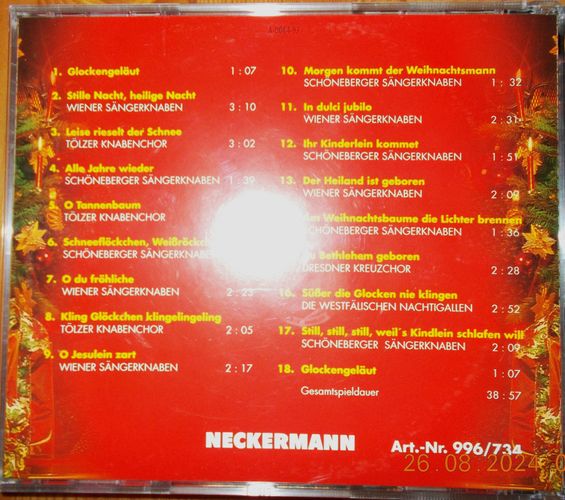 1. Glockengeläut 1 : 07
2. Stille Nacht, heilige Nacht
WIENER SÄNGERKNABEN 3 : 10
3. Leise rieselt der Schnee
TÖLZER KNABENCHOR 3 : 02
4. Alle Jahre wieder
SCHÖNEBERGER SÄNGERKNABEN 1 : 39
5. O Tannenbaum
TÖLZER KNABENCHOR
6. Schneeflöckchen, 
SCHÖNEBERGER SÄNGERKNABEN
7. O du fröhliche
WIENER SÄNGERKNABEN 2 : 23
8. Kling Glöckchen klingelingeling
TÖLZER KNABENCHOR 2 : 05
9. O Jesulein zart
WIENER SÄNGERKNABEN 2 : 17
10. Morgen kommt der Weihnachtsmann
SCHÖNEBERGER SÄNGERKNABEN 1 : 32
11. In dulci jubilo
WIENER SÄNGERKNABEN 2 : 31
12. Ihr Kinderlein kommet
SCHÖNEBERGER SÄNGERKNABEN 1 : 51
13. Der Heiland ist geboren
WIENER SÄNGERKNABEN 2 : 09
Weihnachtsbaume die Lichter brennen
SCHÖNEBERGER SÄNGERKNABEN 1 : 36
Bethlehem geboren
DRESDNER KREUZCHOR 2 : 28
16. Süßer die Glocken nie klingen
DIE WESTFÄLISCHEN NACHTIGALLEN 2 : 52
17. Still, still, still, weil´s Kindlein schlafen will
SCHÖNEBERGER SÄNGERKNABEN 2 : 09
18. Glockengeläut 1 : 07
Gesamtspieldauer 38 : 57
NECKERMANN
Art.-Nr. 996/734
26.08.2024